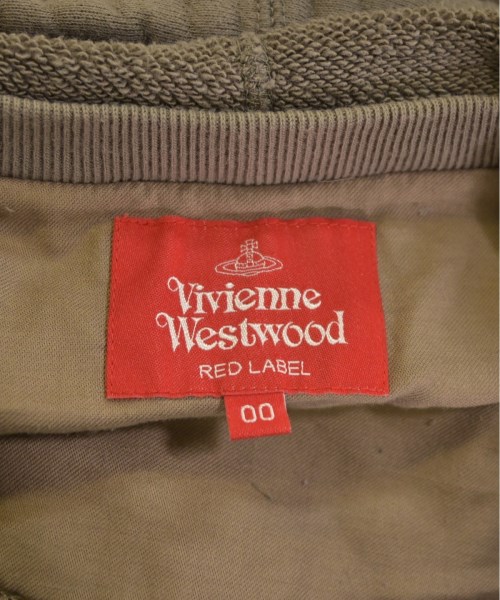 Vivienne
Westwood
RED LABEL
00